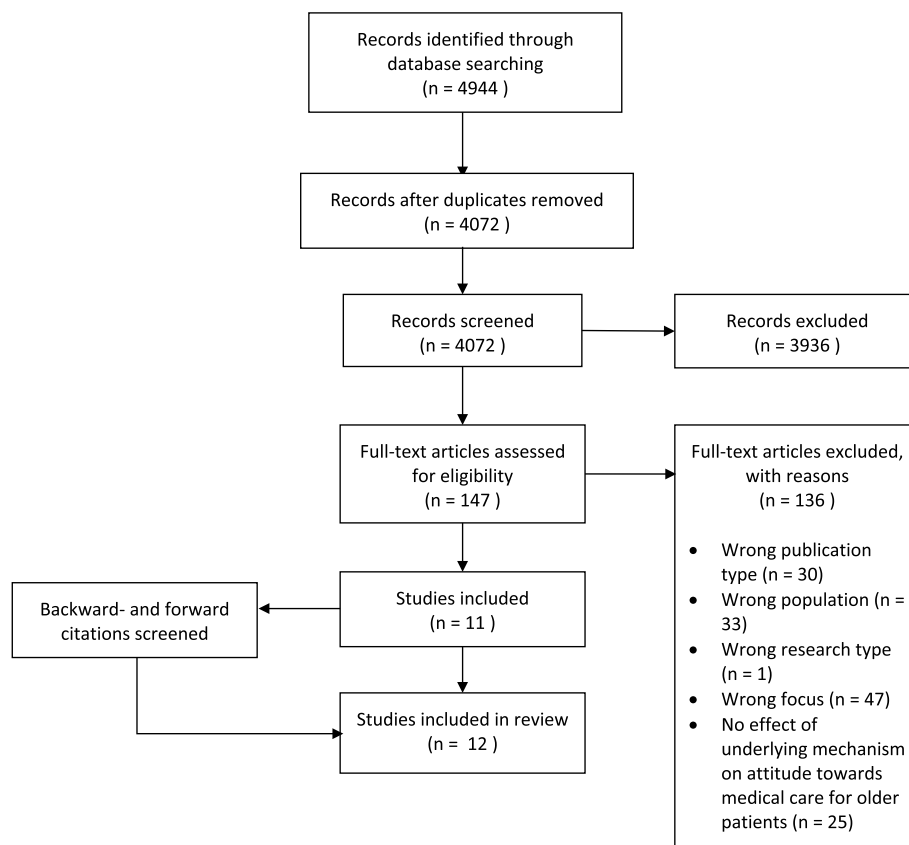 Records identified through
database searching
(n = 4944 )
Records after duplicates removed
(n = 4072 )
Records screened
(n = 4072 )
Records excluded
(n = 3936 )
Full-text articles assessed
for eligibility
(n = 147 )
Full-text articles excluded,
with reasons
(n = 136 )
• Wrong publication
type (n = 30)
• Wrong population (n =
33)
• Wrong research type
(n = 1)
• Wrong focus (n = 47)
• No effect of
underlying mechanism
on attitude towards
medical care for older
patients (n = 25)
Studies included
(n = 11 )
Backward- and forward
citations screened
Studies included in review
(n = 12 )